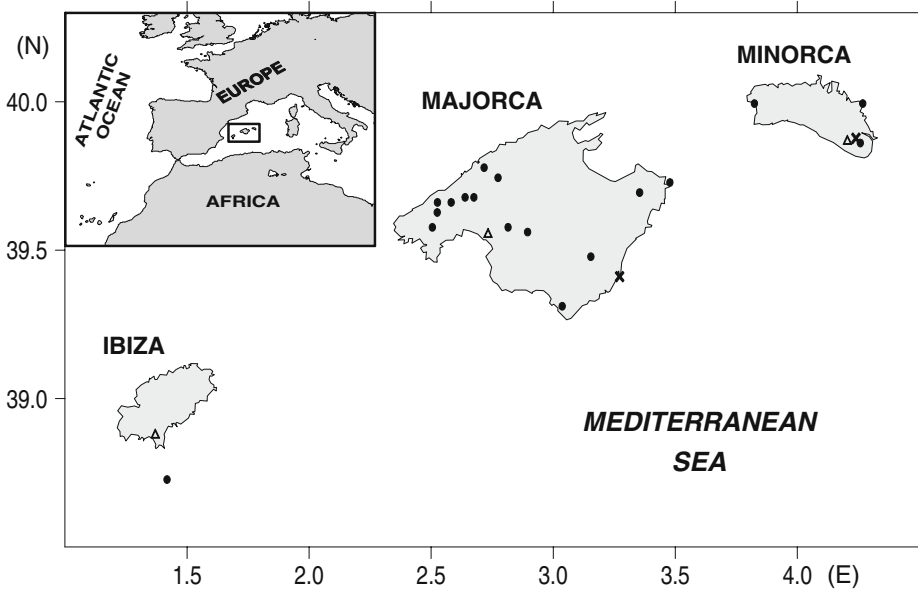 (N)
40.0
39.5
39.0
ATLANTIC
OCEAN
EUROPE
AFRICA
MAJORCA
MINORCA
IBIZA
MEDITERRANEAN
SEA
1.5
2.0
2.5
3.0
3.5
4.0
(E)